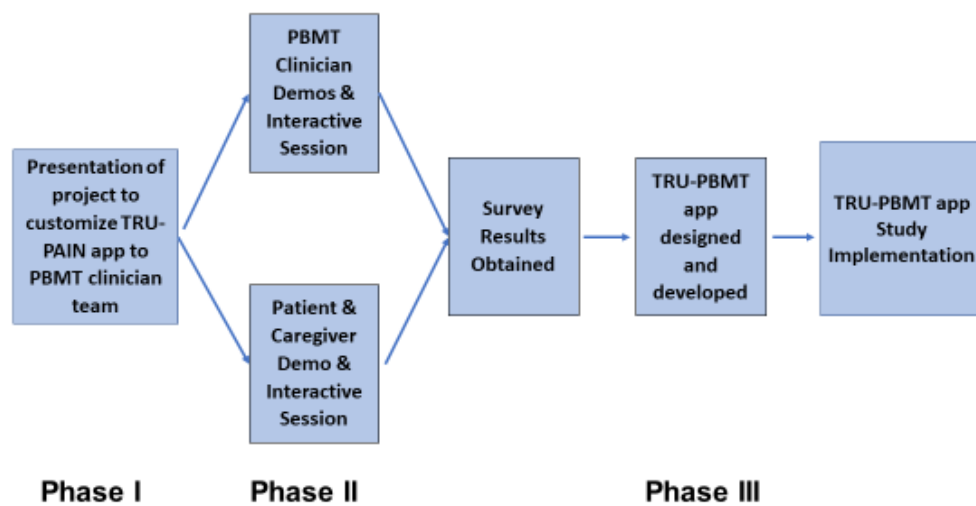 Presentation of
project to
customize TRU-
PAIN app to
PBMT clinician
team
PBMT
Clinician
Demos &
Interactive
Session
Patient &
Caregiver
Demo &
Interactive
Session
Survey
Results
Obtained
TRU-PBMT
app
designed
and
developed
TRU-PBMT app
Study
Implementation
Phase I
Phase II
Phase III